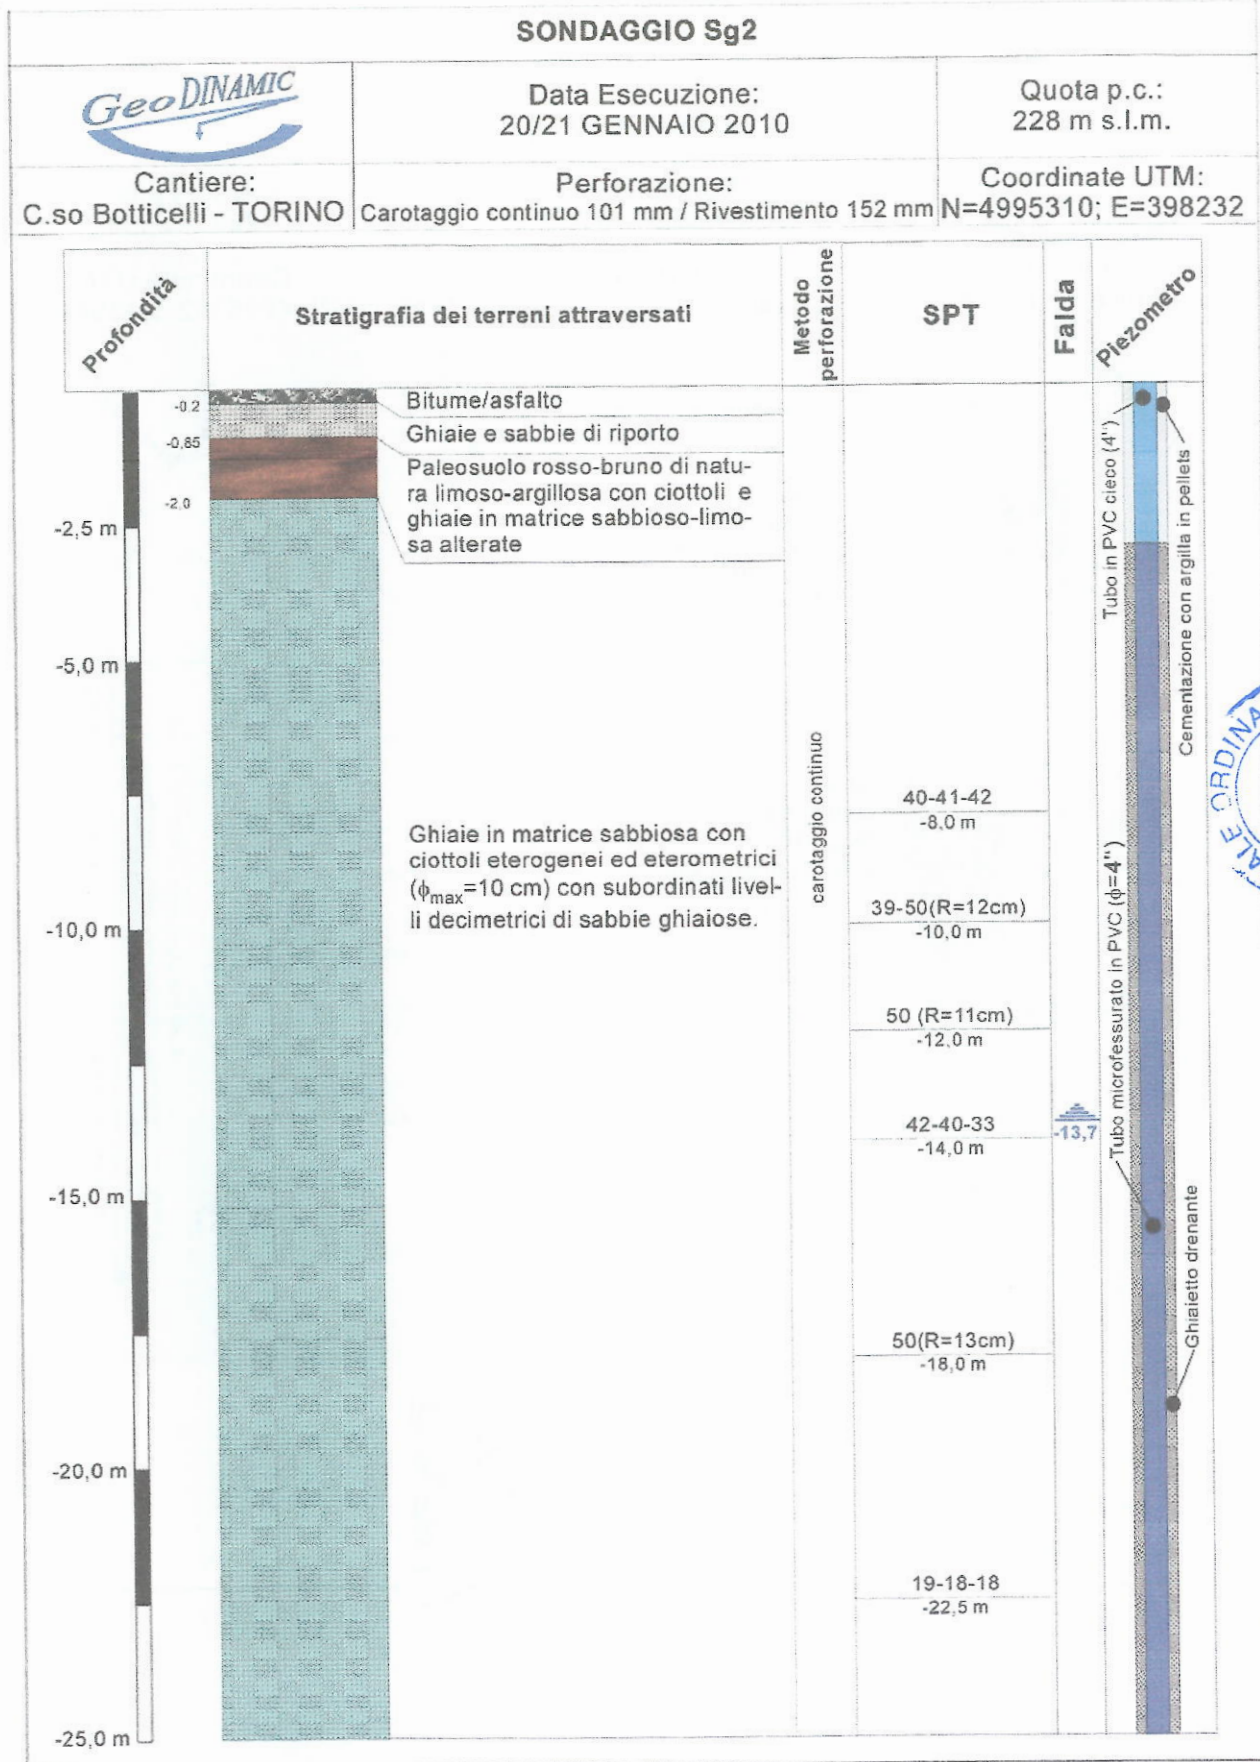 SONDAGGIO Sg2
GeoDINAMIC
Data Esecuzione:
20/21 GENNAIO 2010
Quota p.c.:
228 m s.l.m.
Cantiere:
C.so Botticelli - TORINO
Perforazione:
Carotaggio continuo 101 mm / Rivestimento 152 mm
Coordinate UTM:
N=4995310; E=398232
Profondità
Stratigrafia dei terreni attraversati
Metodo
perforazione
SPT
Falda
Piezometro
-0.2
Bitume/asfalto
-0,85
Ghiaie e sabbie di riporto
-2.0
Paleosuolo rosso-bruno di natu-
ra limoso-argillosa con ciottoli e
ghiaie in matrice sabbioso-limo-
sa alterate
-2,5 m
-5,0 m
-10,0 m
-15,0 m
-20,0 m
-25,0 m
Ghiaie in matrice sabbiosa con
ciottoli eterogenei ed eterometrici
(ϕmax=10 cm) con subordinati livel-
li decimetrici di sabbie ghiaiose.
carotaggio continuo
40-41-42
-8,0 m
39-50(R=12cm)
-10,0 m
50 (R=11cm)
-12,0 m
42-40-33
-14,0 m
50(R=13cm)
-18,0 m
19-18-18
-22,5 m
-13,7
Tubo in PVC cieco (4")
Cementazione con argilla in pellets
Tubo microfessurato in PVC (ϕ=4")
Ghiaietto drenante